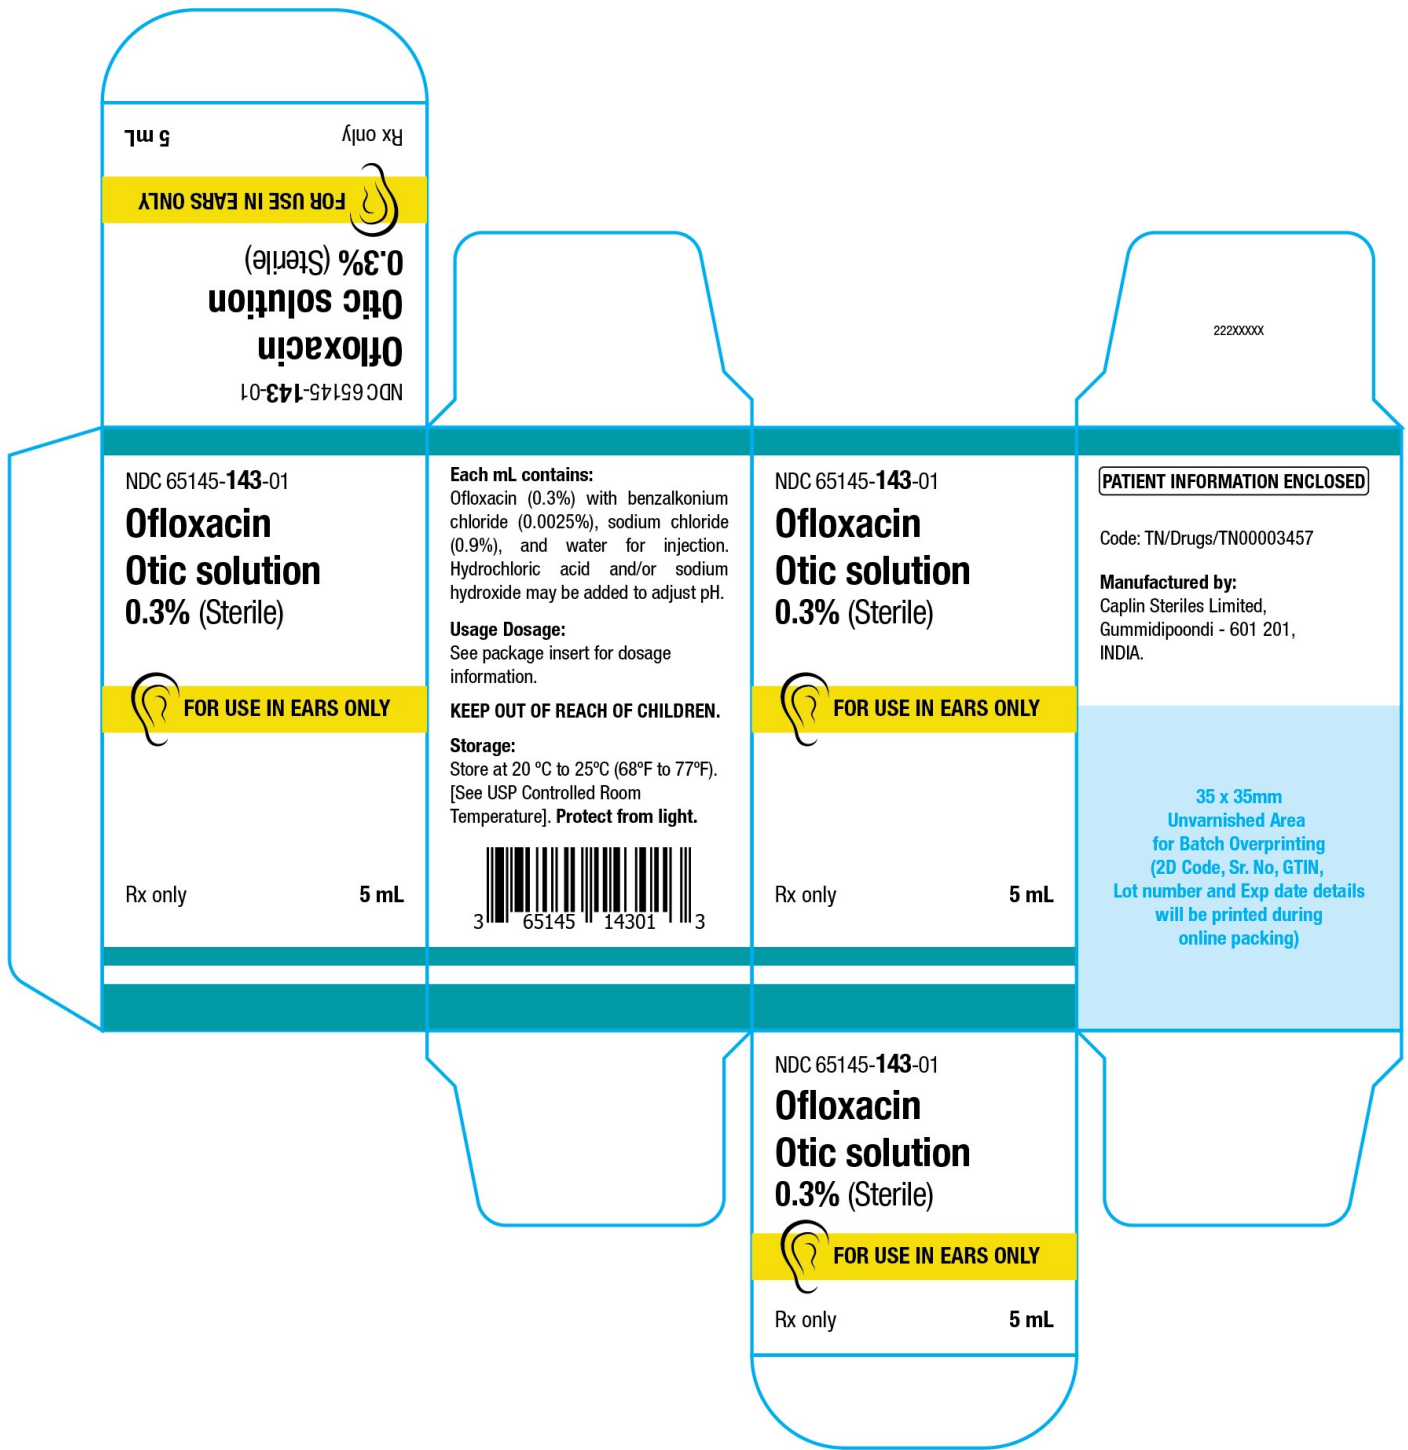 5 mL Rx only
FOR USE IN EARS ONLY
0.3% (Sterile)
Otic solution
Ofloxacin
NDC 65145-143-01
222XXXXX
NDC 65145-143-01
Ofloxacin
Otic solution
0.3% (Sterile)
FOR USE IN EARS ONLY
Rx only 5 mL
Each mL contains:
Ofloxacin (0.3%) with benzalkonium
chloride (0.0025%), sodium chloride
(0.9%), and water for injection.
Hydrochloric acid and/or sodium
hydroxide may be added to adjust pH.
Usage Dosage:
See package insert for dosage
information.
KEEP OUT OF REACH OF CHILDREN.
Storage:
Store at 20 ºC to 25ºC (68ºF to 77ºF).
[See USP Controlled Room
Temperature]. Protect from light.
3 65145 14301 3
NDC 65145-143-01
Ofloxacin
Otic solution
0.3% (Sterile)
FOR USE IN EARS ONLY
Rx only 5 mL
PATIENT INFORMATION ENCLOSED
Code: TN/Drugs/TN00003457
Manufactured by:
Caplin Steriles Limited,
Gummidipoondi - 601 201,
INDIA.
35 x 35mm
Unvarnished Area
for Batch Overprinting
(2D Code, Sr. No, GTIN,
Lot number and Exp date details
will be printed during
online packing)
NDC 65145-143-01
Ofloxacin
Otic solution
0.3% (Sterile)
FOR USE IN EARS ONLY
Rx only 5 mL